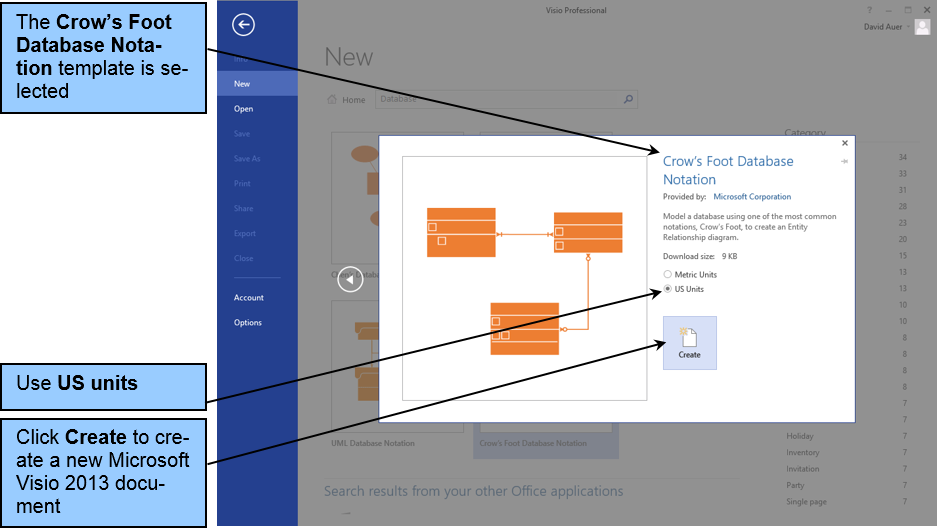 The Crow's Foot
Database Nota-
tion template is se-
lected
Use US units
Click Create to cre-
ate a new Microsoft
Visio 2013 docu-
ment
Visio Professional
David Auer
Info
New
Open
Save
Save As
Print
Share
Export
Close
Account
Options
New
Home
Database
Category
34
33
31
28
23
20
15
13
13
10
10
8
8
8
8
7
7
Holiday 7
Inventory 7
Invitation 7
Party 7
Single page 7
Crow's Foot Database
Notation
Provided by: Microsoft Corporation
Model a database using one of the most common
notations, Crow's Foot, to create an Entity
Relationship diagram.
Download size: 9 KB
Metric Units
US Units
Create
UML Database Notation
Crow's Foot Database Notation
Search results from your other Office applications